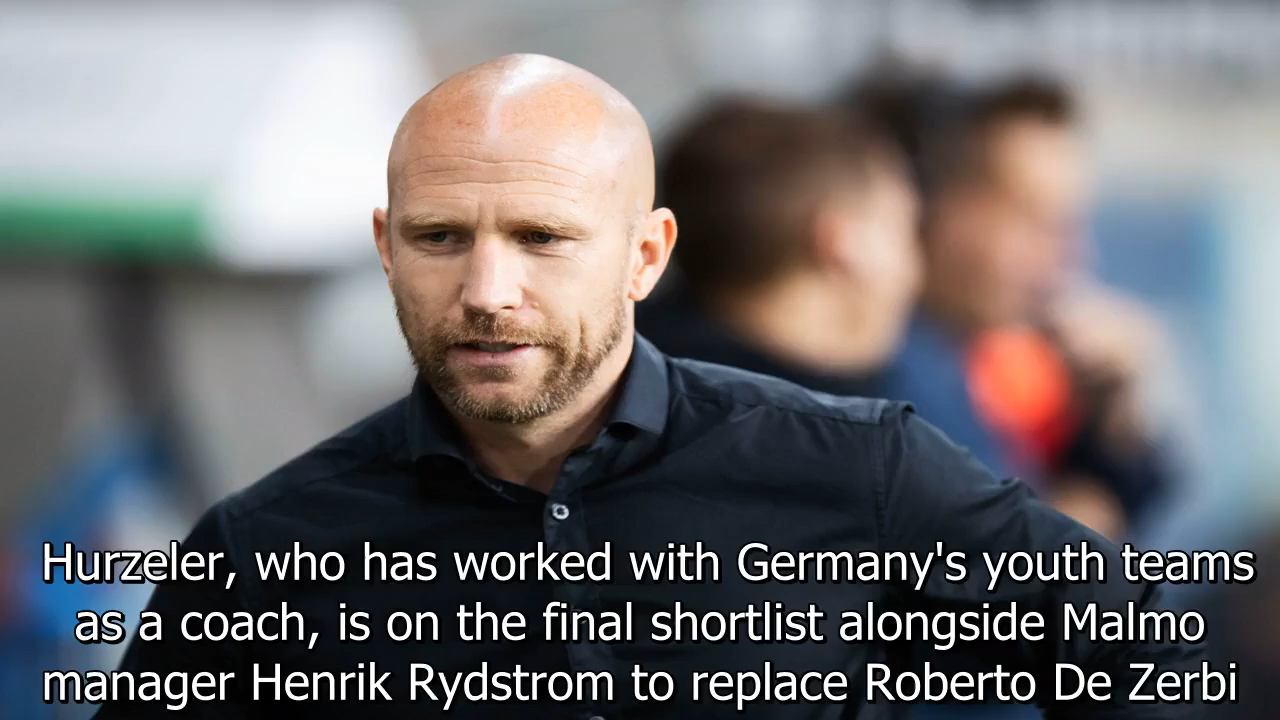 Hurzeler, who has worked with Germany's youth teams
as a coach, is on the final shortlist alongside Malmo
manager Henrik Rydstrom to replace Roberto De Zerbi